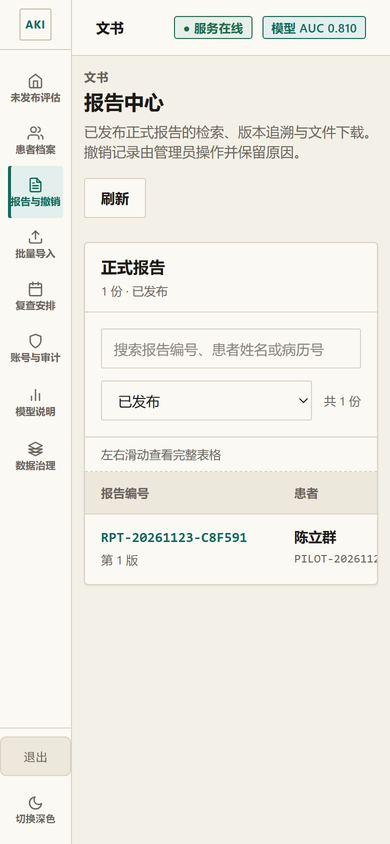 AKI
文书
服务在线
模型 AUC 0.810
未发布评估
患者档案
报告与撤销
批量导入
复查安排
账号与审计
模型说明
数据治理
退出
切换深色
文书
报告中心
已发布正式报告的检索、版本追溯与文件下载。
撤销记录由管理员操作并保留原因。
刷新
正式报告
1 份 · 已发布
搜索报告编号、患者姓名或病历号
已发布
共 1 份
左右滑动查看完整表格
报告编号
患者
RPT-20261123-C8F591
陈立群
第 1 版
PILOT-202611